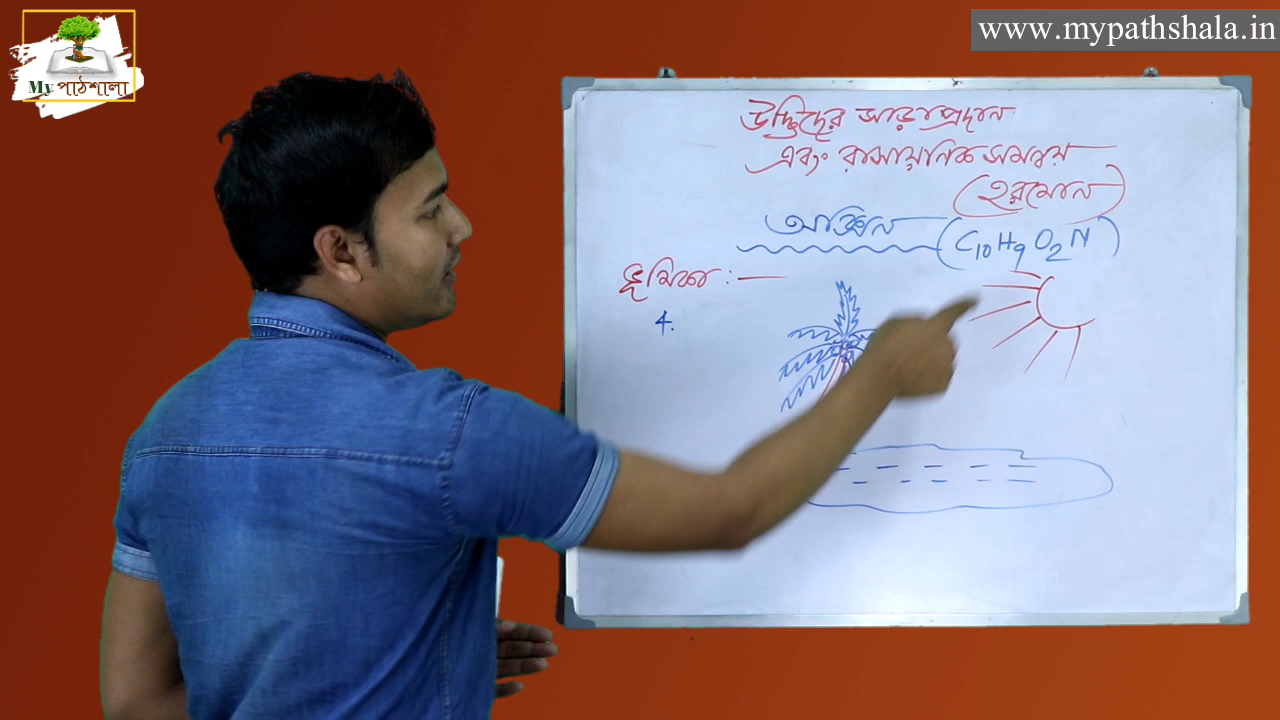 www.mypathshala.in
My পাঠশালা
উদ্ভিদের সাড়াপ্রদান
এবং রাসায়নিক সমন্বয়
(হরমোন)
অক্সিন (C10H9O2N)
ভূমিকা :-
4.